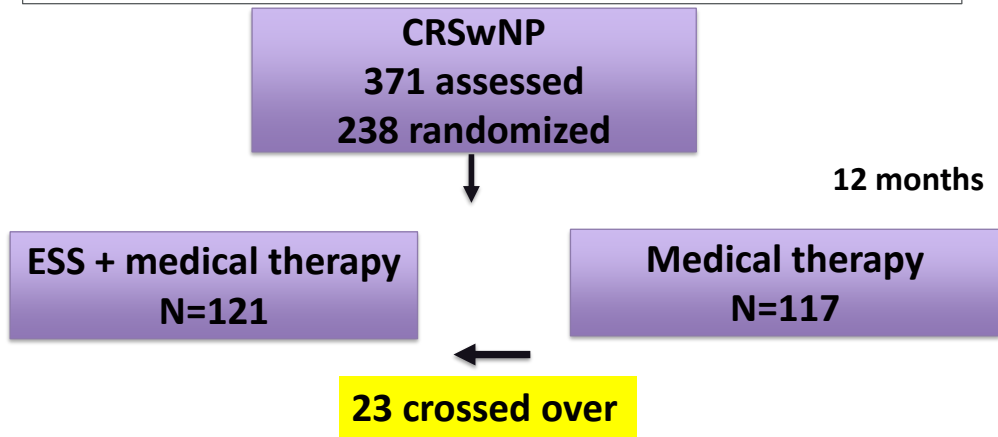 CRSwNP
371 assessed
238 randomized
12 months
ESS + medical therapy
N=121
Medical therapy
N=117
23 crossed over